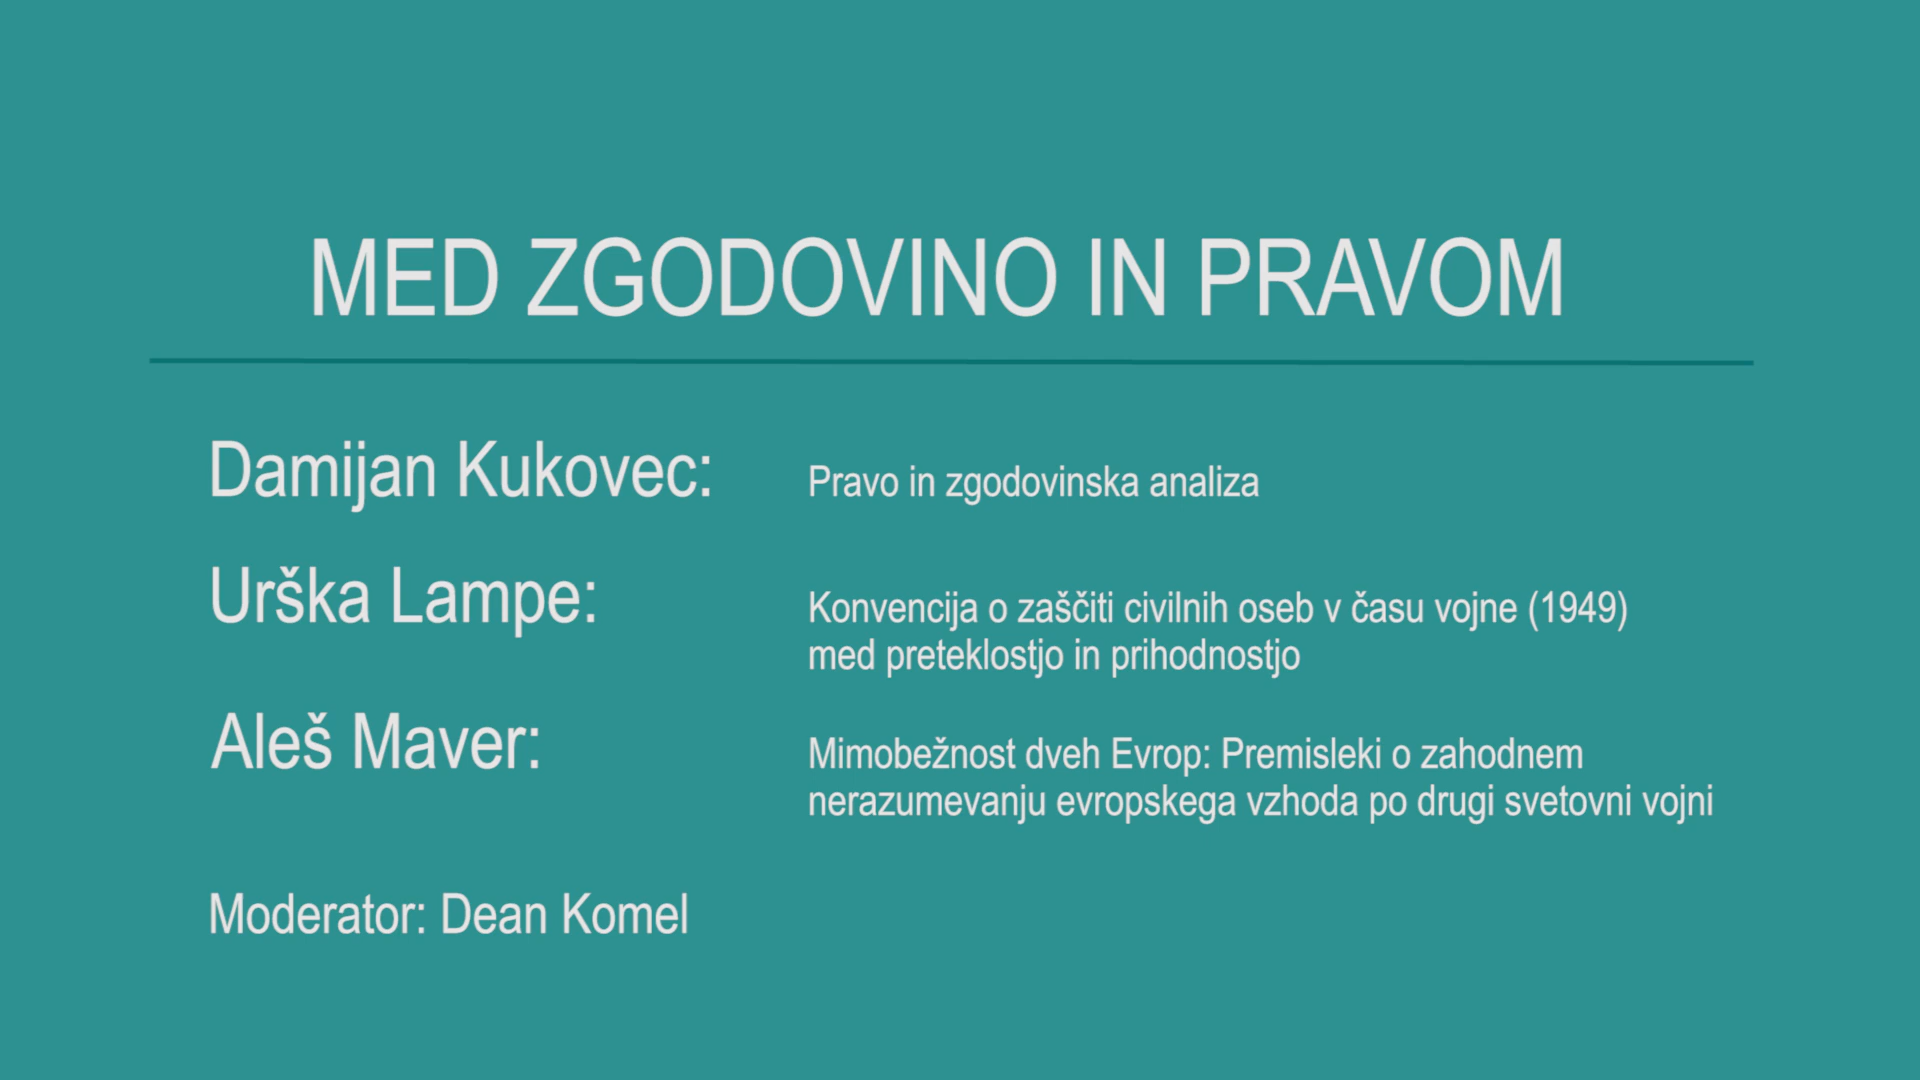 MED ZGODOVINO IN PRAVOM
Damijan Kukovec: Pravo in zgodovinska analiza
Urška Lampe: Konvencija o zaščiti civilnih oseb v času vojne (1949)
med preteklostjo in prihodnostjo
Aleš Maver: Mimobežnost dveh Evrop: Premisleki o zahodnem
nerazumevanju evropskega vzhoda po drugi svetovni vojni
Moderator: Dean Komel